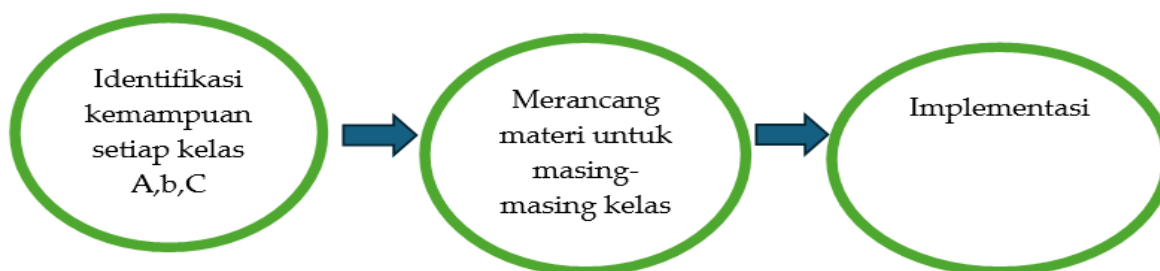 Identifikasi
kemampuan
setiap kelas
A,b,C
Merancang
materi untuk
masing-
masing kelas
Implementasi